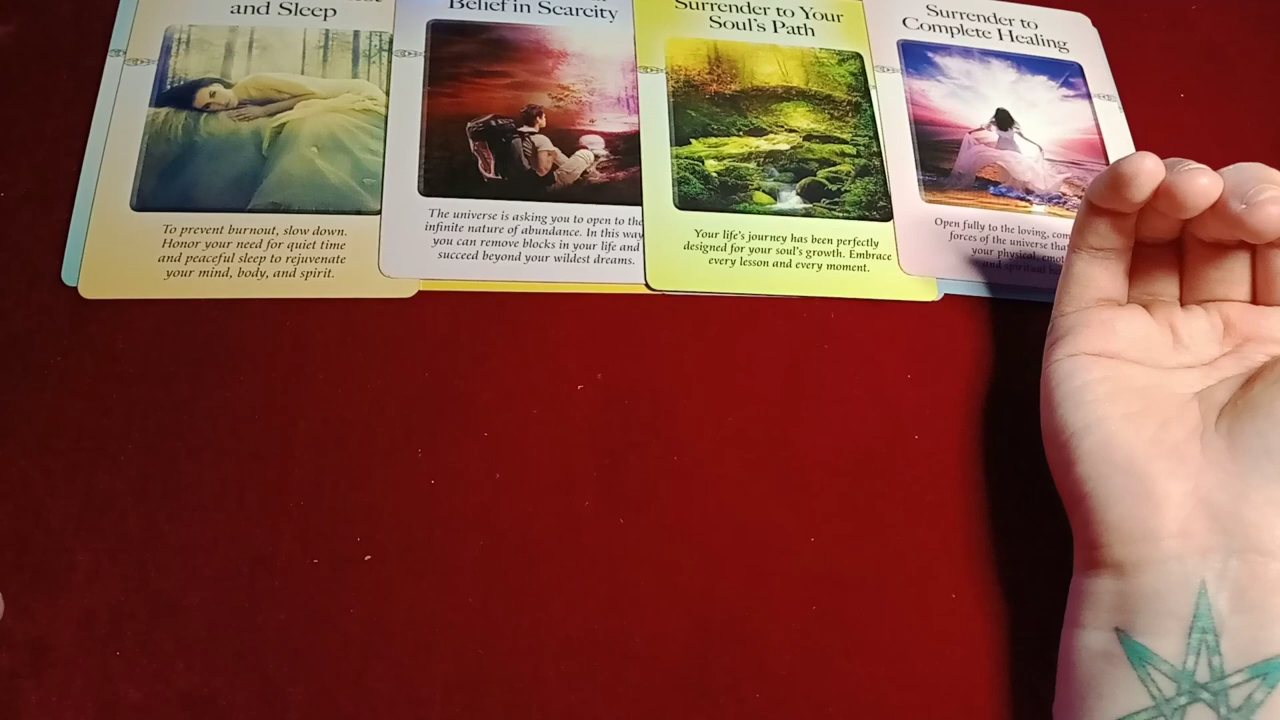 and Sleep
To prevent burnout, slow down.
Honor your need for quiet time
and peaceful sleep to rejuvenate
your mind, body, and spirit.
Belief in Scarcity
The universe is asking you to open to the
infinite nature of abundance. In this way
you can remove blocks in your life and
succeed beyond your wildest dreams.
Surrender to Your
Soul's Path
Your life's journey has been perfectly
designed for your soul's growth. Embrace
every lesson and every moment.
Surrender to
Complete Healing
Open fully to the loving,
forces of the universe
your physical,
and spiritual